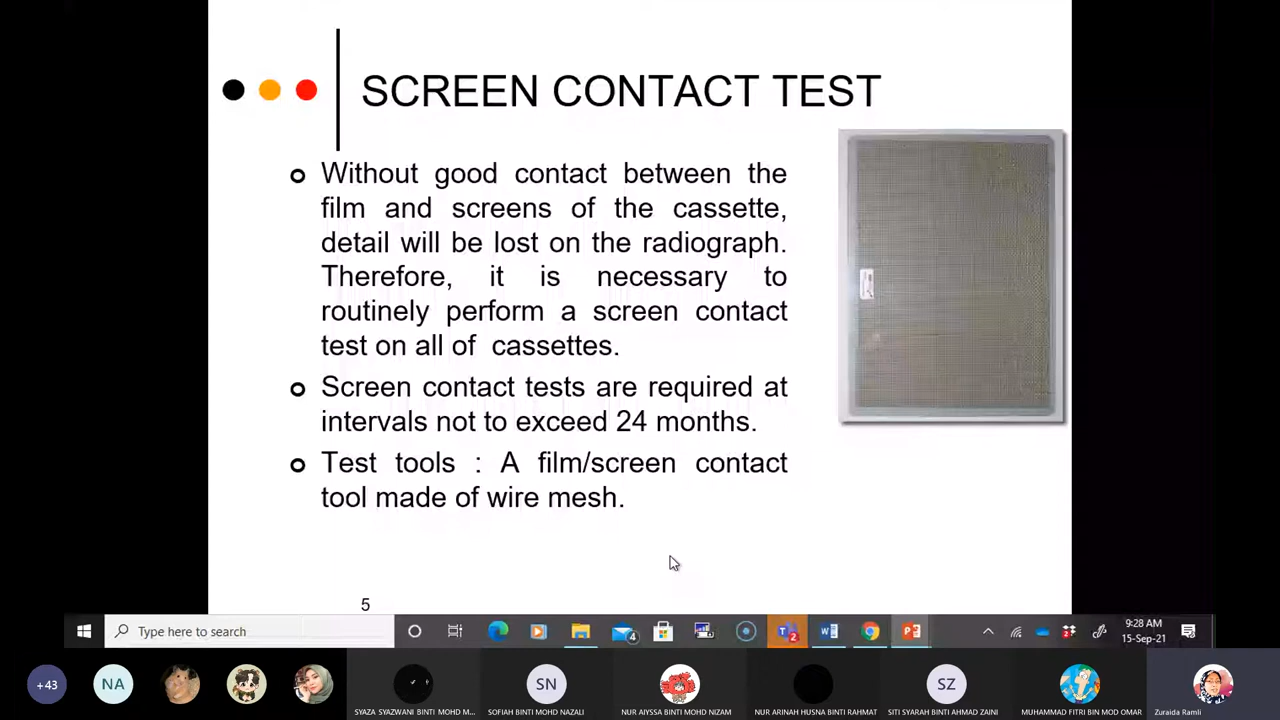 SCREEN CONTACT TEST
Without good contact between the
film and screens of the cassette,
detail will be lost on the radiograph.
Therefore, it is necessary to
routinely perform a screen contact
test on all of cassettes.
Screen contact tests are required at
intervals not to exceed 24 months.
Test tools : A film/screen contact
tool made of wire mesh.
5
Type here to search
4
2
2
9:28 AM
15-Sep-21
+43
NA
SN
SZ
SYAZA SYAZWANI BINTI MOHD M...
SOFIAH BINTI MOHD NAZALI
NUR AIYSSA BINTI MOHD NIZAM
NUR ARINAH HUSNA BINTI RAHMAT
SITI SYARAH BINTI AHMAD ZAINI
MUHAMMAD FITRI BIN MOD OMAR
Zuraida Ramli